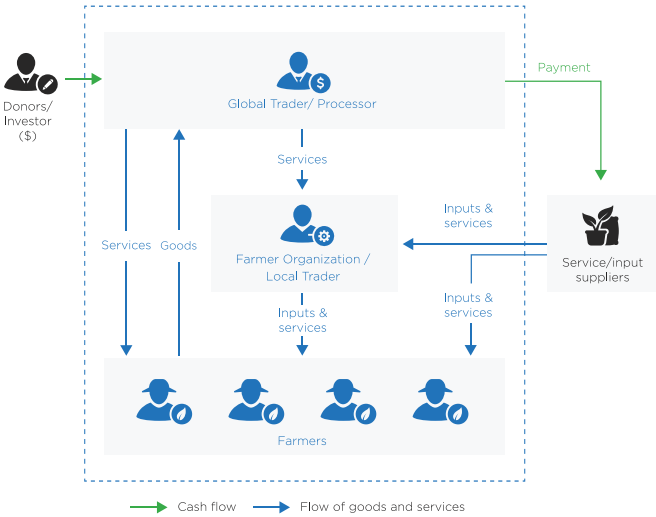 Payment
Donors/
Investor
($)
$
Global Trader/ Processor
Services
Inputs &
services
Services
Goods
Farmer Organization /
Local Trader
Service/input
suppliers
Inputs &
services
Inputs &
services
Farmers
Cash flow
Flow of goods and services